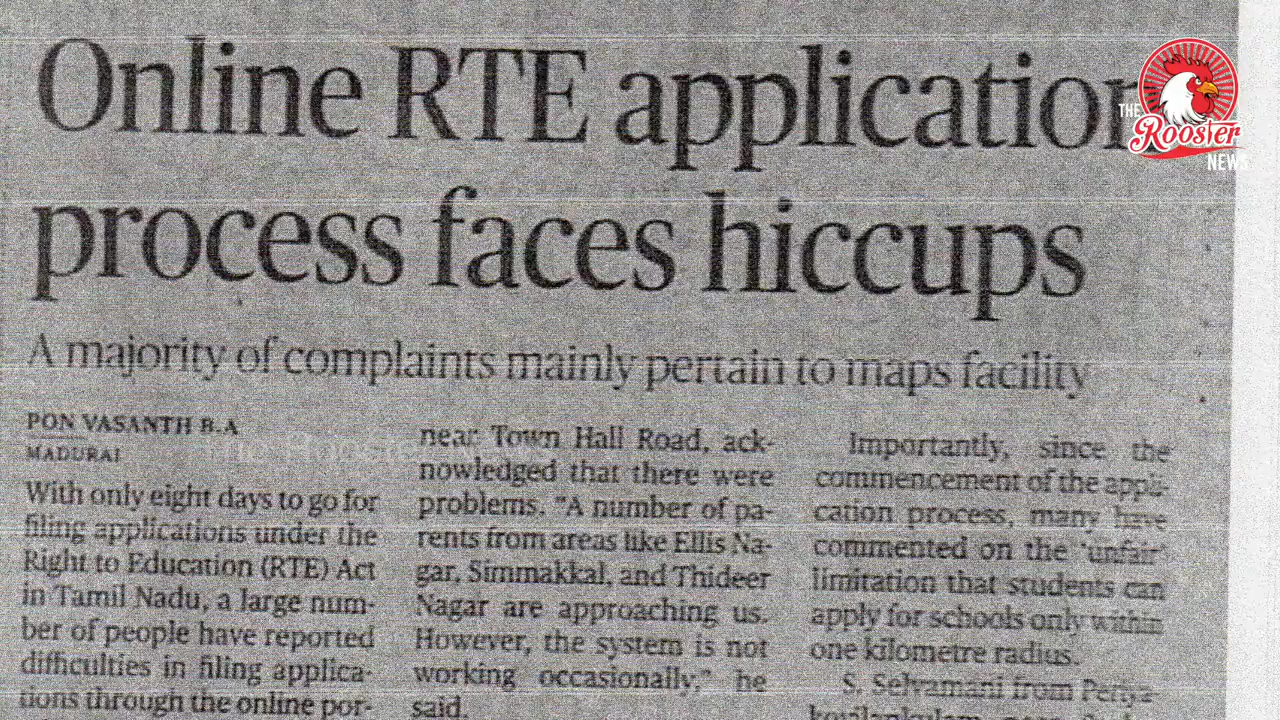 Online RTE application
process faces hiccups
A majority of complaints mainly pertain to maps facility
PON VASANTH B.A
MADURAI
With only eight days to go for
filing applications under the
Right to Education (RTE) Act
in Tamil Nadu, a large num-
ber of people have reported
difficulties in filing applica-
tions through the online por-
near Town Hall Road, ack-
nowledged that there were
problems. "A number of pa-
rents from areas like Ellis Na-
gar, Simmakkal, and Thideer
Nagar are approaching us.
However, the system is not
working occasionally," he
said.
Importantly, since the
commencement of the appli-
cation process, many have
commented on the 'unfair'
limitation that students can
apply for schools only within
one kilometre radius.
S. Selvamani from Periya-
THE
Rooster
NEWS